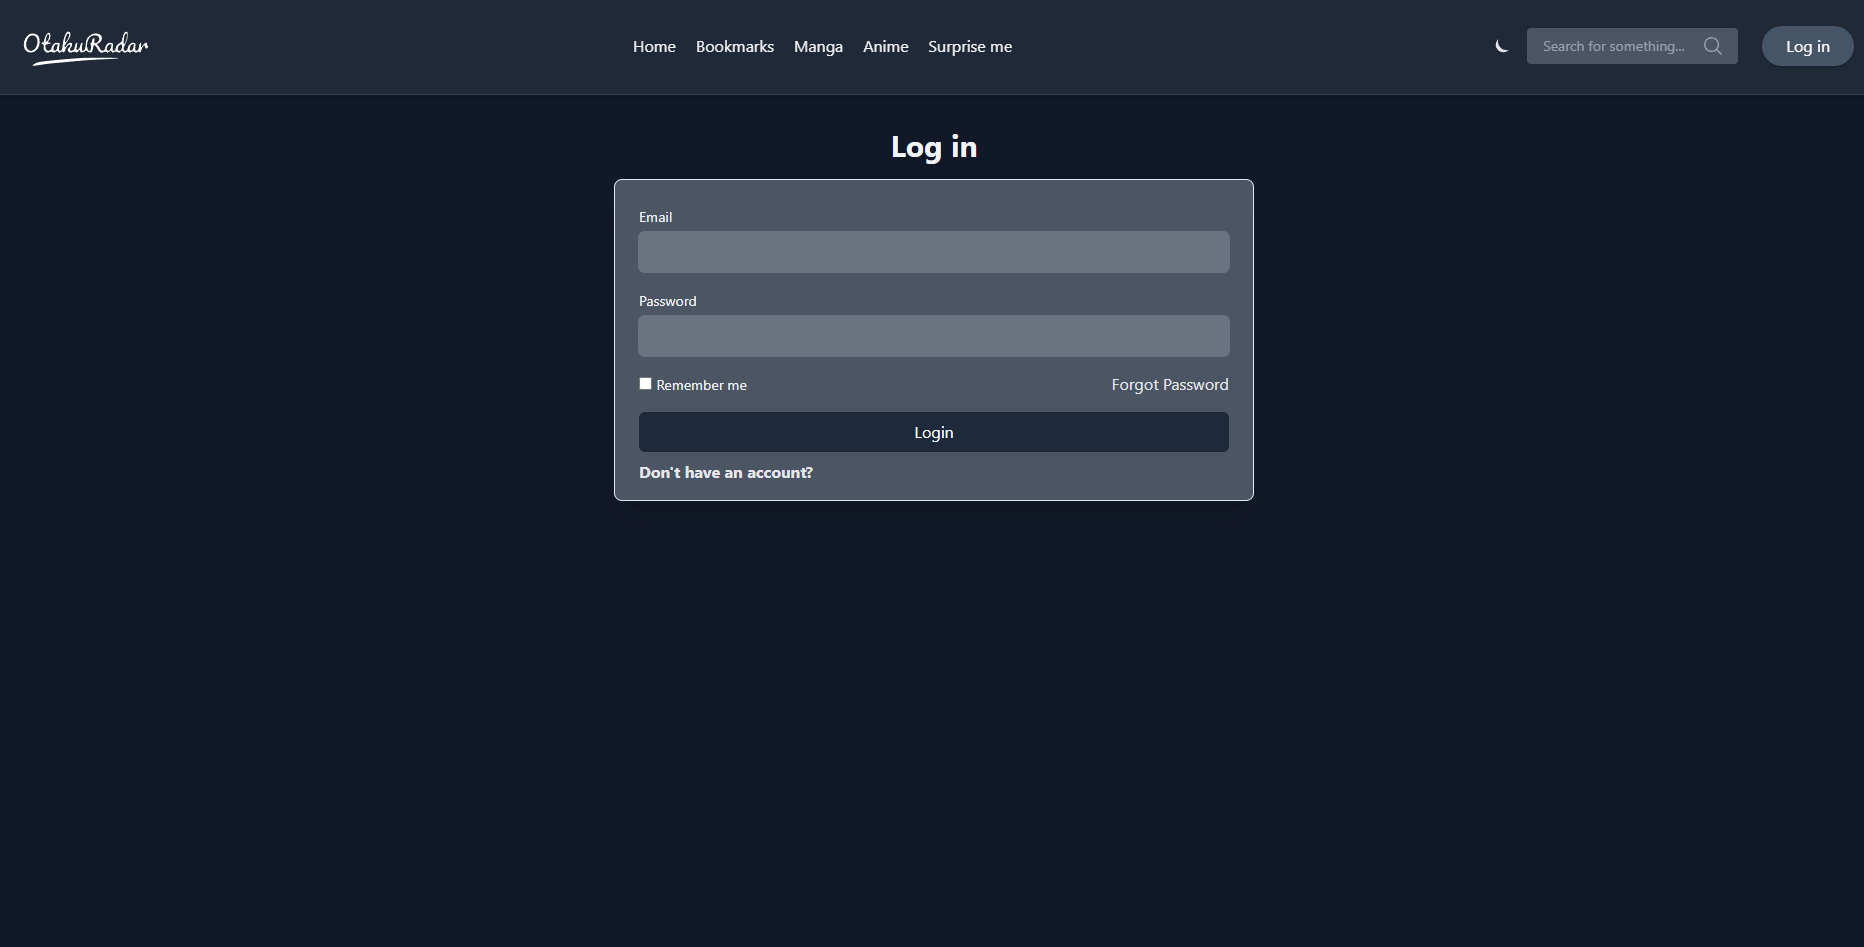 OtakuRadar
Home Bookmarks Manga Anime Surprise me
Search for something...
Log in
Log in
Email
Password
Remember me
Forgot Password
Login
Don't have an account?